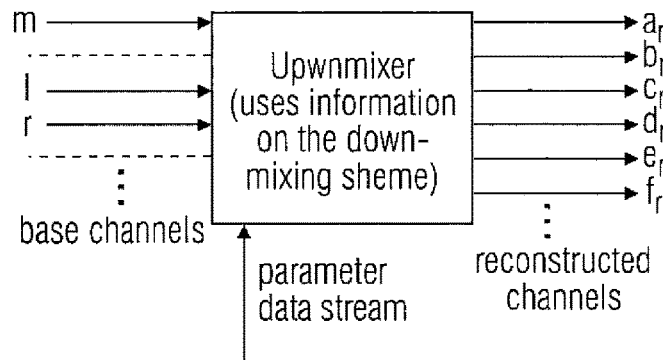 m
l
r
base channels
Upwnmixer
(uses information
on the down-
mixing sheme)
parameter
data stream
a_r
b_r
c_r
d_r
e_r
f_r
reconstructed
channels